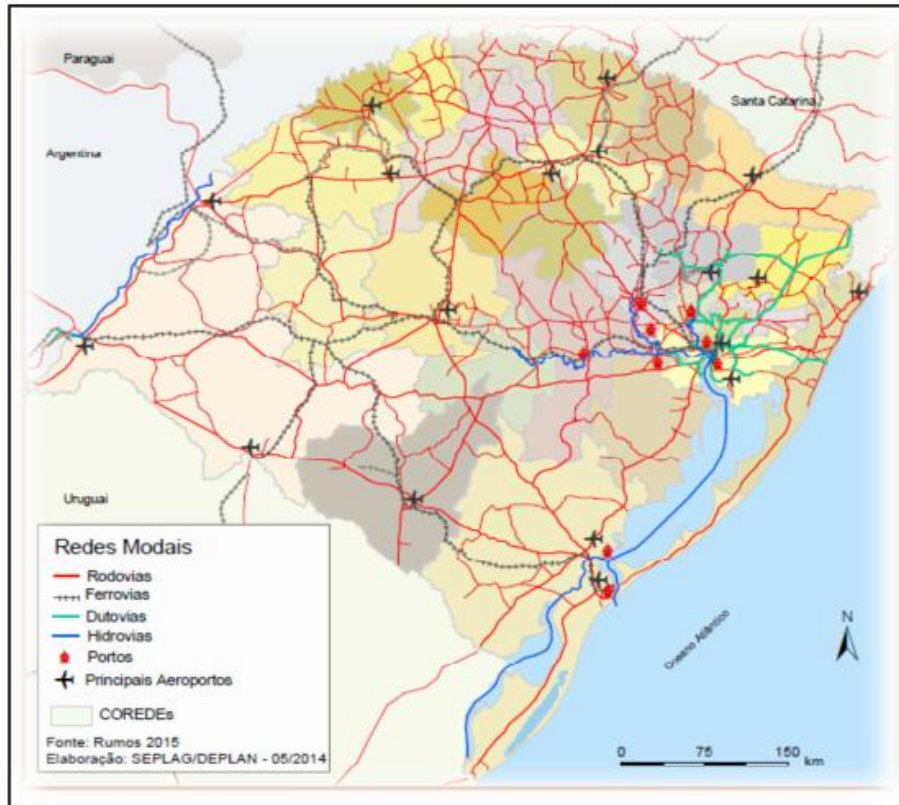 Paraguai
Santa Catarina
Argentina
Uruguai
Redes Modais
Rodovias
Ferrovias
Dutovias
Hidrovias
Portos
Principais Aeroportos
COREDEs
Fonte: Rumos 2015
Elaboração: SEPLAG/DEPLAN - 05/2014
Oceano Atlântico
N
0 75 150
km